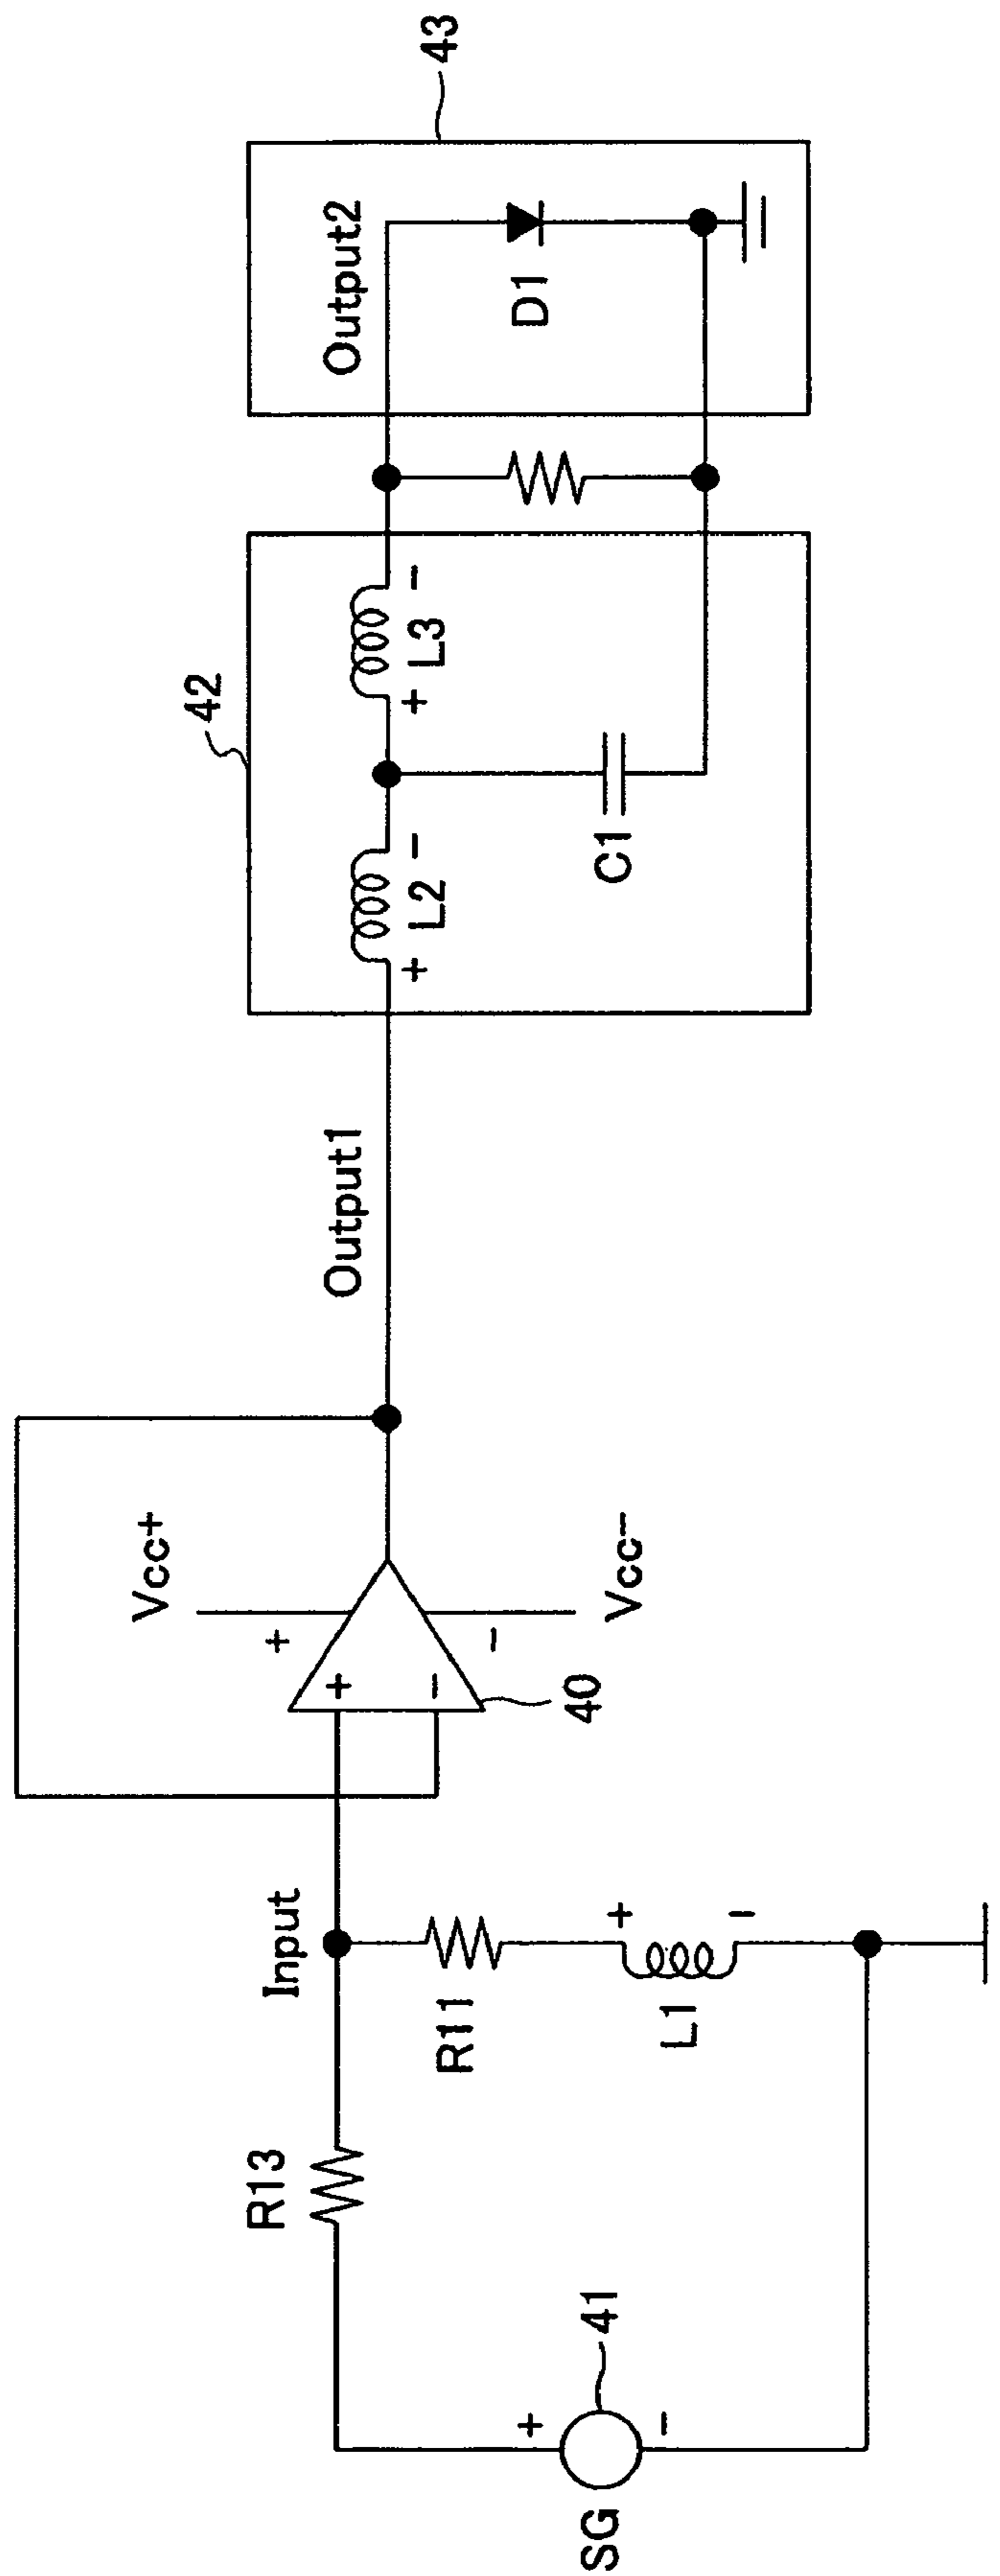 SG
+
41
−
R13
Input
R11
+
L1
−
+
−
40
Vcc+
+
−
Vcc−
Output1
42
+ L2 −
+ L3 −
C1
43
Output2
D1